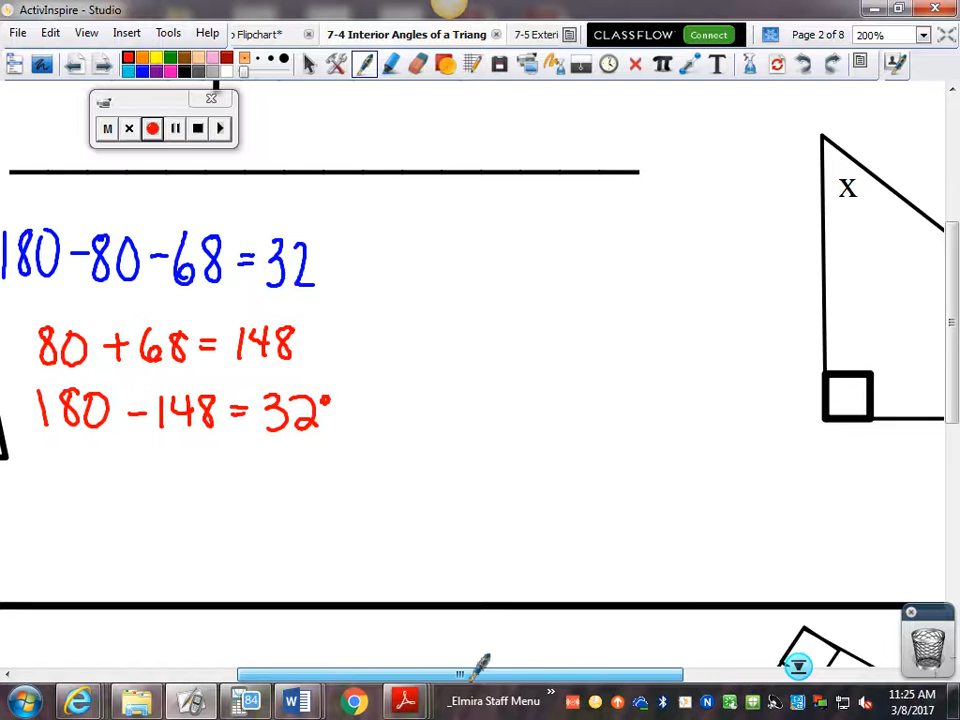 ActivInspire - Studio
File Edit View Insert Tools Help
Flipchart*
7-4 Interior Angles of a Triang
7-5 Exteri
CLASSFLOW Connect
Page 2 of 8
200%
M
X
180-80-68=32
80+68=148
180-148=32°
84
_Elmira Staff Menu
»
11:25 AM
3/8/2017